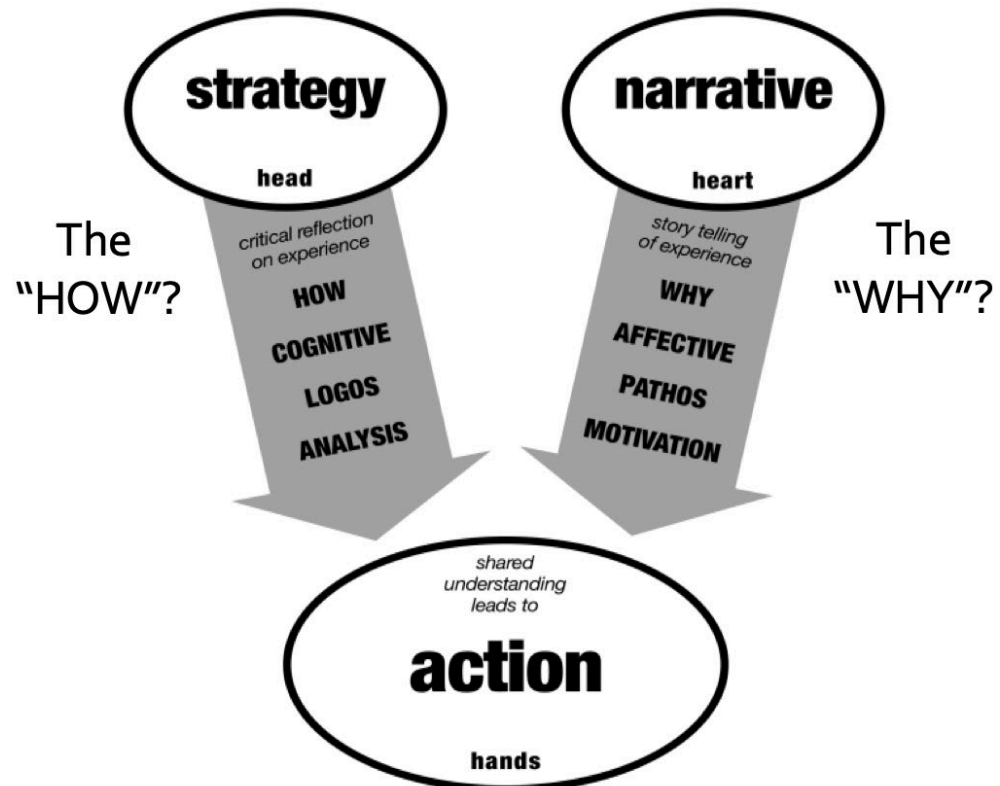 strategy
head
The
“HOW”?
critical reflection
on experience
HOW
COGNITIVE
LOGOS
ANALYSIS
narrative
heart
story telling
of experience
WHY
AFFECTIVE
PATHOS
MOTIVATION
The
“WHY”?
shared
understanding
leads to
action
hands